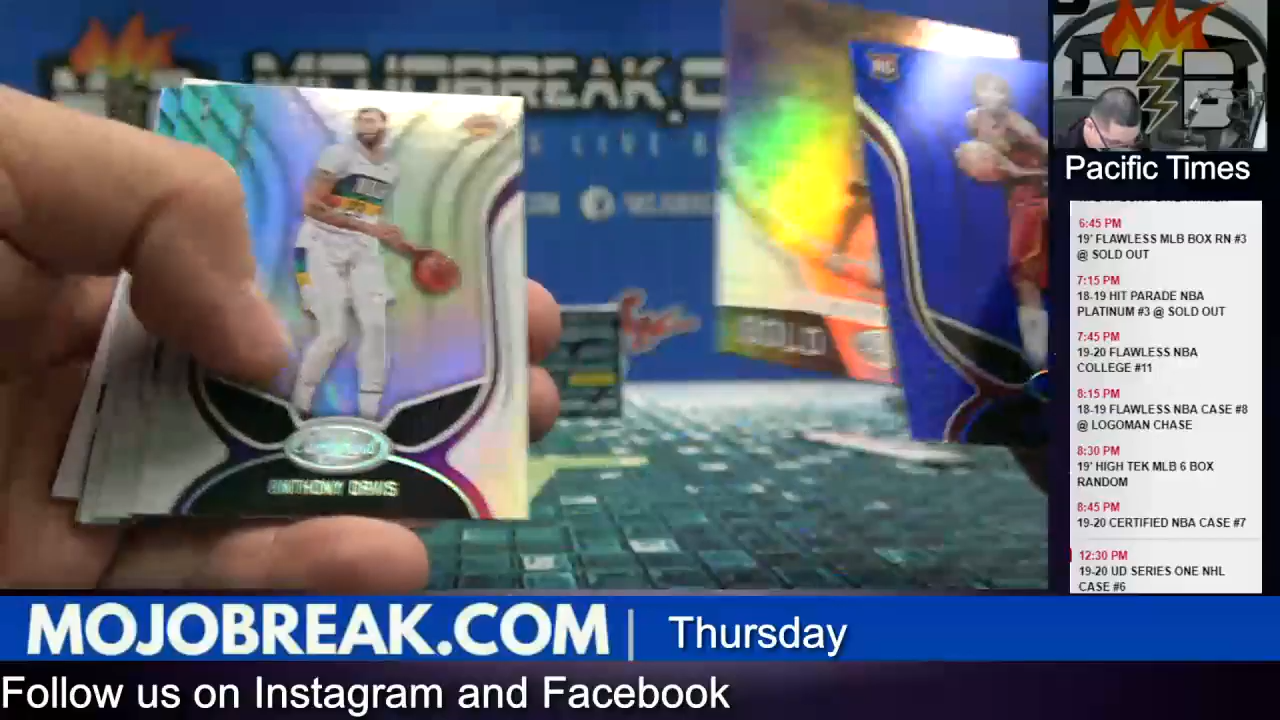 MOJOBREAK.C
LIVE
ANTHONY DAVIS
RC
M B
Pacific Times
6:45 PM
19' FLAWLESS MLB BOX RN #3
@ SOLD OUT
7:15 PM
18-19 HIT PARADE NBA
PLATINUM #3 @ SOLD OUT
7:45 PM
19-20 FLAWLESS NBA
COLLEGE #11
8:15 PM
18-19 FLAWLESS NBA CASE #8
@ LOGOMAN CHASE
8:30 PM
19' HIGH TEK MLB 6 BOX
RANDOM
8:45 PM
19-20 CERTIFIED NBA CASE #7
12:30 PM
19-20 UD SERIES ONE NHL
CASE #6
MOJOBREAK.COM | Thursday
Follow us on Instagram and Facebook